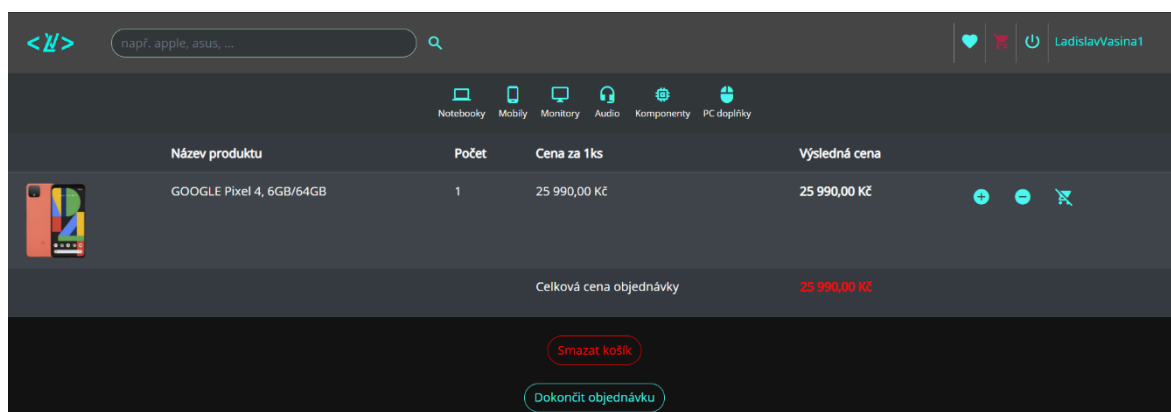 např. apple, asus, ...
LadislavVasina1
Notebooky Mobily Monitory Audio Komponenty PC doplňky
Název produktu Počet Cena za 1ks Výsledná cena
GOOGLE Pixel 4, 6GB/64GB 1 25 990,00 Kč 25 990,00 Kč
Celková cena objednávky 25 990,00 Kč
Smazat košík
Dokončit objednávku